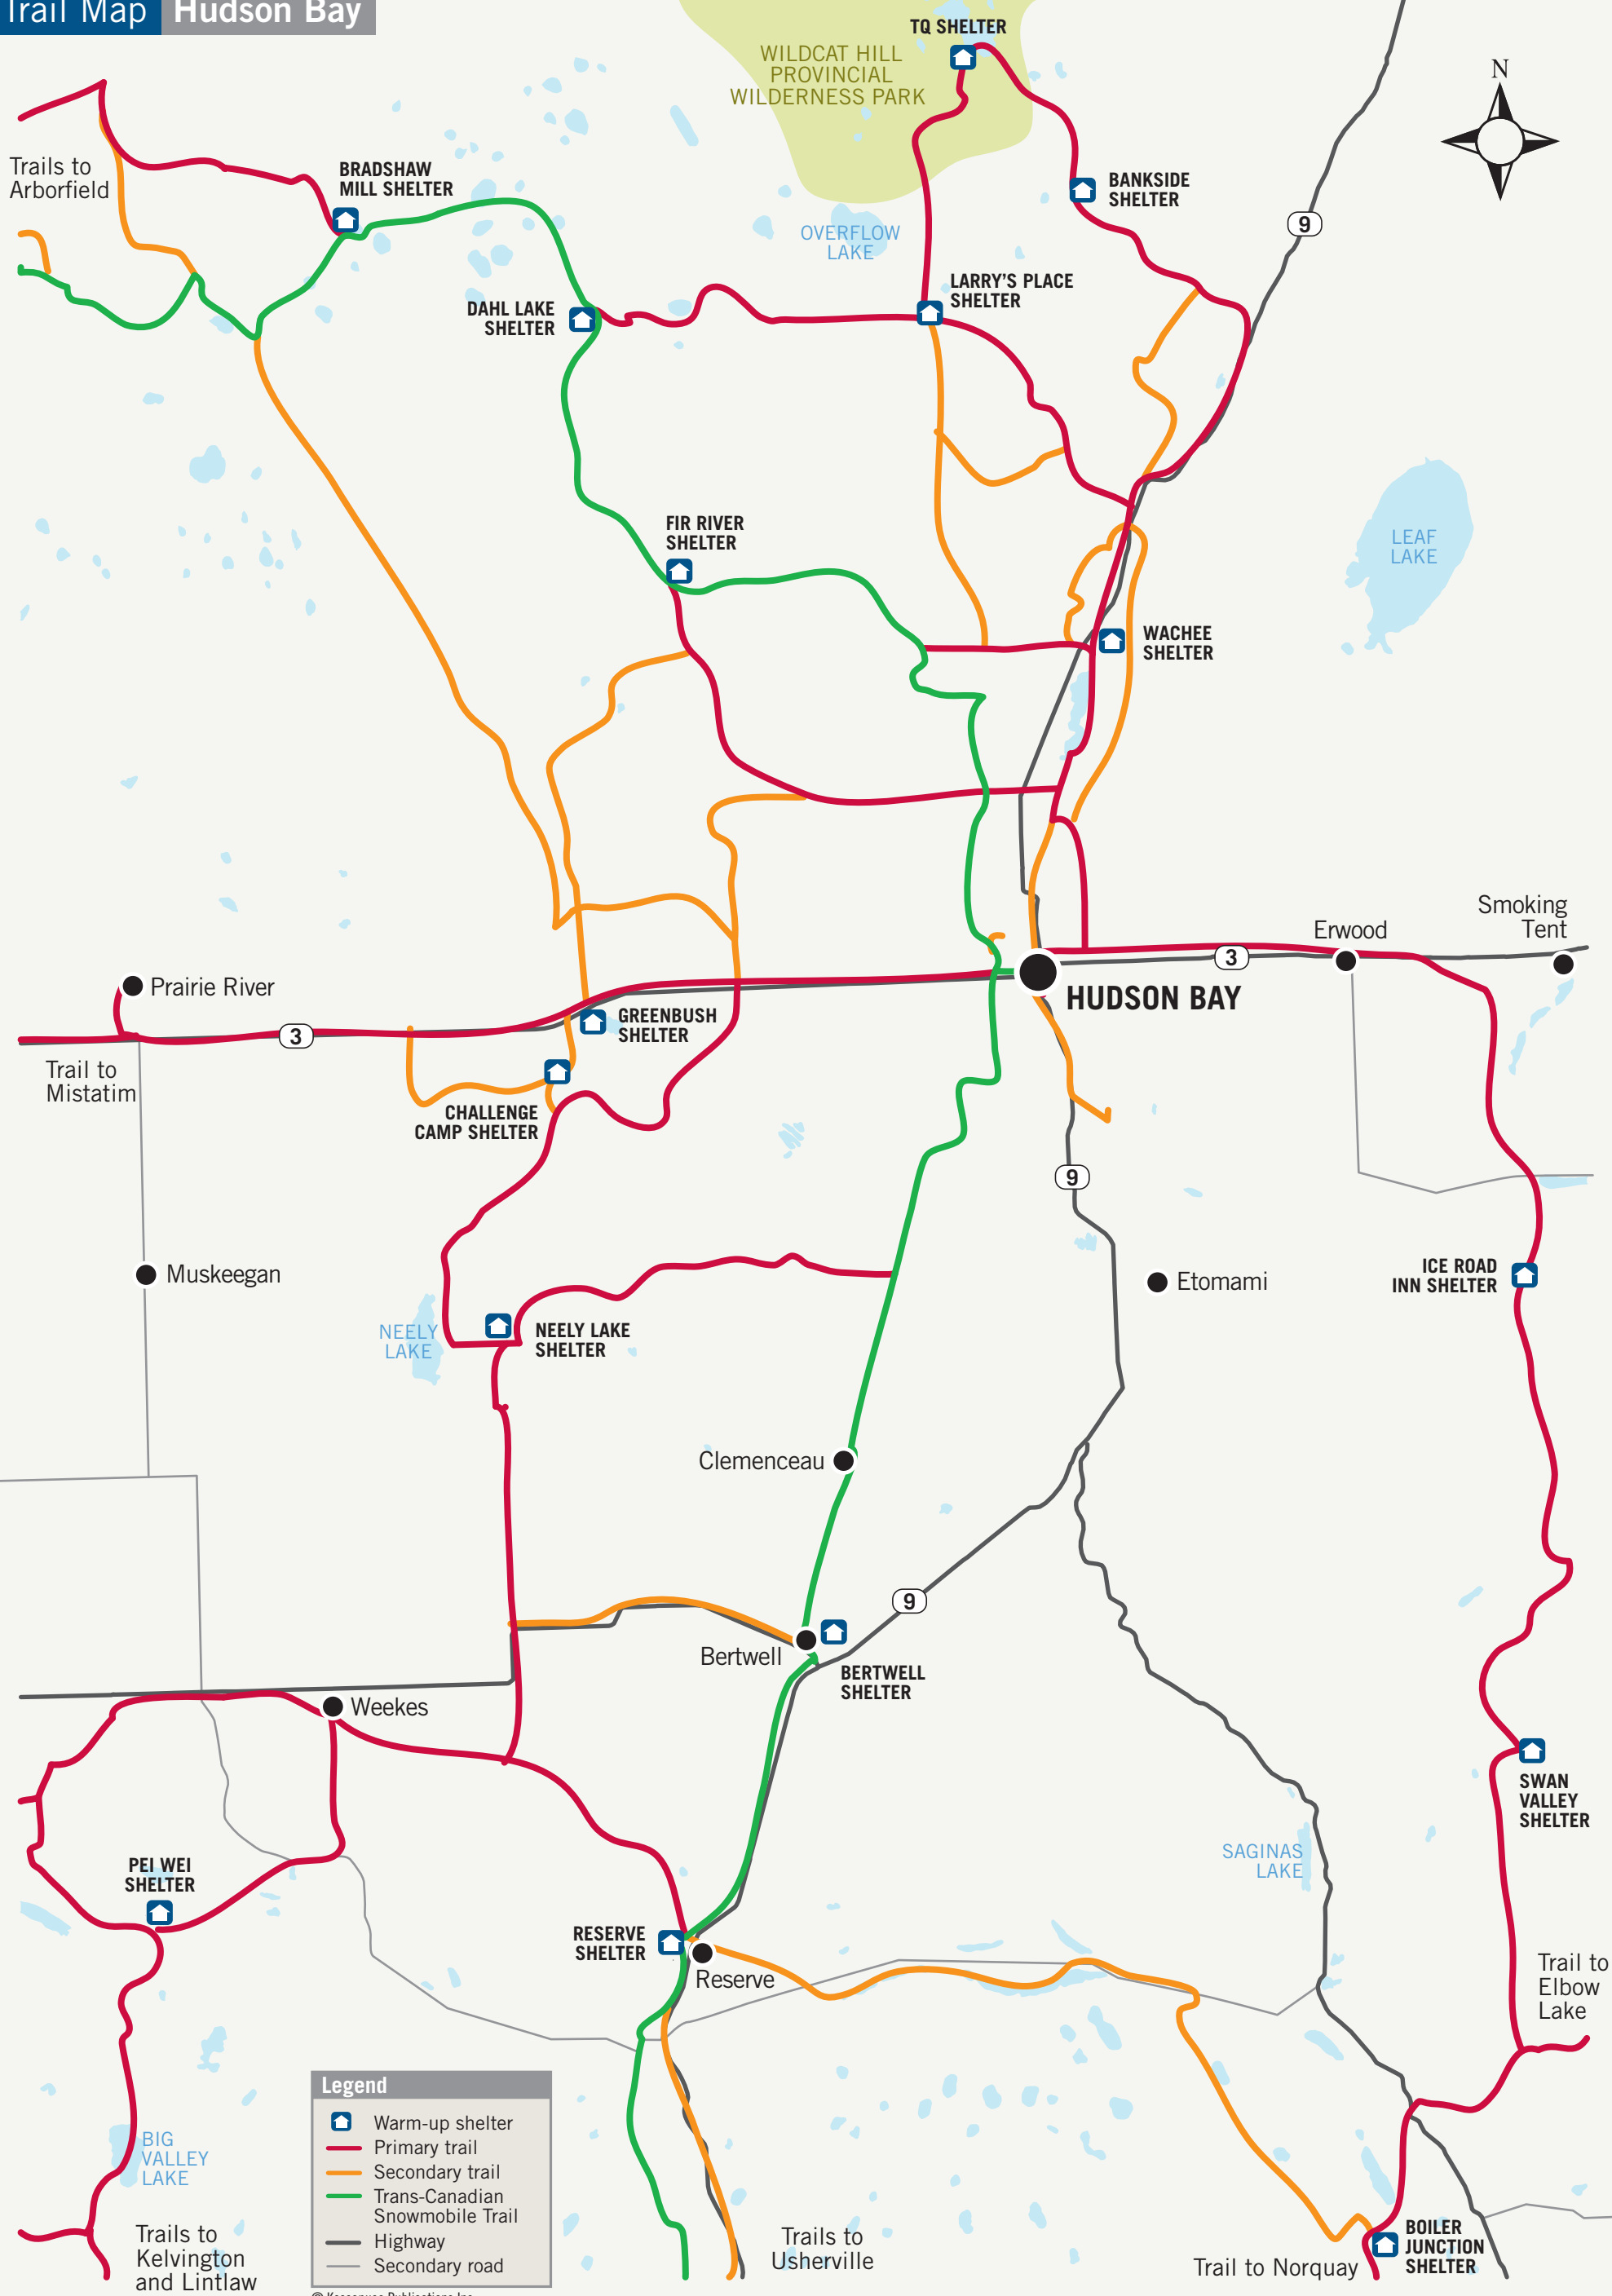 Trail Map Hudson Bay
TQ SHELTER
WILDCAT HILL
PROVINCIAL
WILDERNESS PARK
N
Trails to
Arborfield
BRADSHAW
MILL SHELTER
BANKSIDE
SHELTER
9
OVERFLOW
LAKE
LARRY'S PLACE
SHELTER
DAHL LAKE
SHELTER
FIR RIVER
SHELTER
LEAF
LAKE
WACHEE
SHELTER
Smoking
Tent
Erwood
3
HUDSON BAY
Prairie River
GREENBUSH
SHELTER
3
Trail to
Mistatim
CHALLENGE
CAMP SHELTER
9
Muskeegan
Etomami
ICE ROAD
INN SHELTER
NEELY
LAKE
NEELY LAKE
SHELTER
Clemenceau
9
Bertwell
BERTWELL
SHELTER
Weekes
SWAN
VALLEY
SHELTER
SAGINAS
LAKE
PEI WEI
SHELTER
RESERVE
SHELTER
Reserve
Trail to
Elbow
Lake
BIG
VALLEY
LAKE
Legend
Warm-up shelter
Primary trail
Secondary trail
Trans-Canadian
Snowmobile Trail
Highway
Secondary road
Trails to
Kelvington
and Lintlaw
Trails to
Usherville
Trail to Norquay
BOILER
JUNCTION
SHELTER